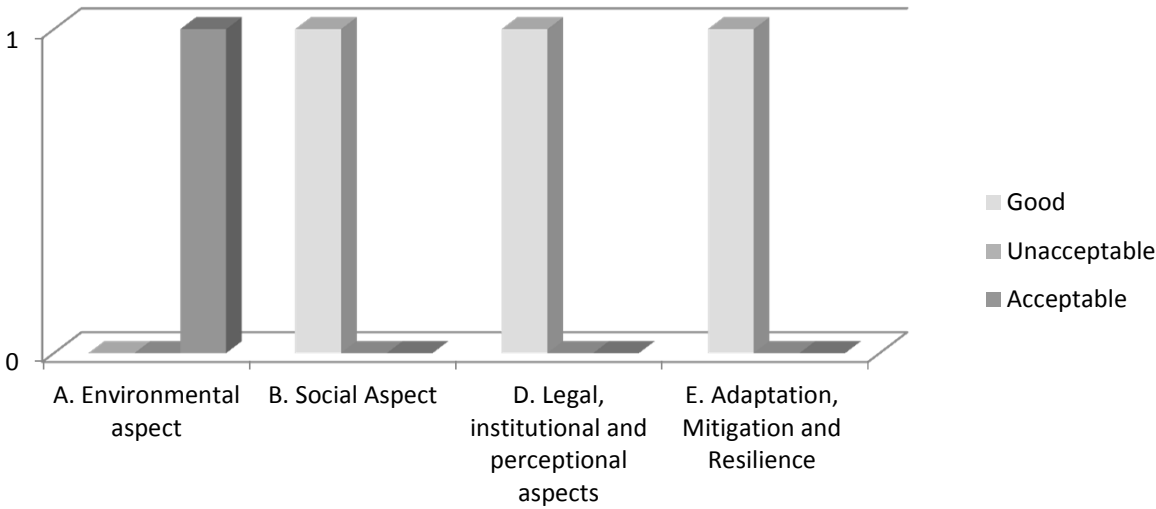 1
0
A. Environmental
aspect
B. Social Aspect
D. Legal,
institutional and
perceptional
aspects
E. Adaptation,
Mitigation and
Resilience
Good
Unacceptable
Acceptable